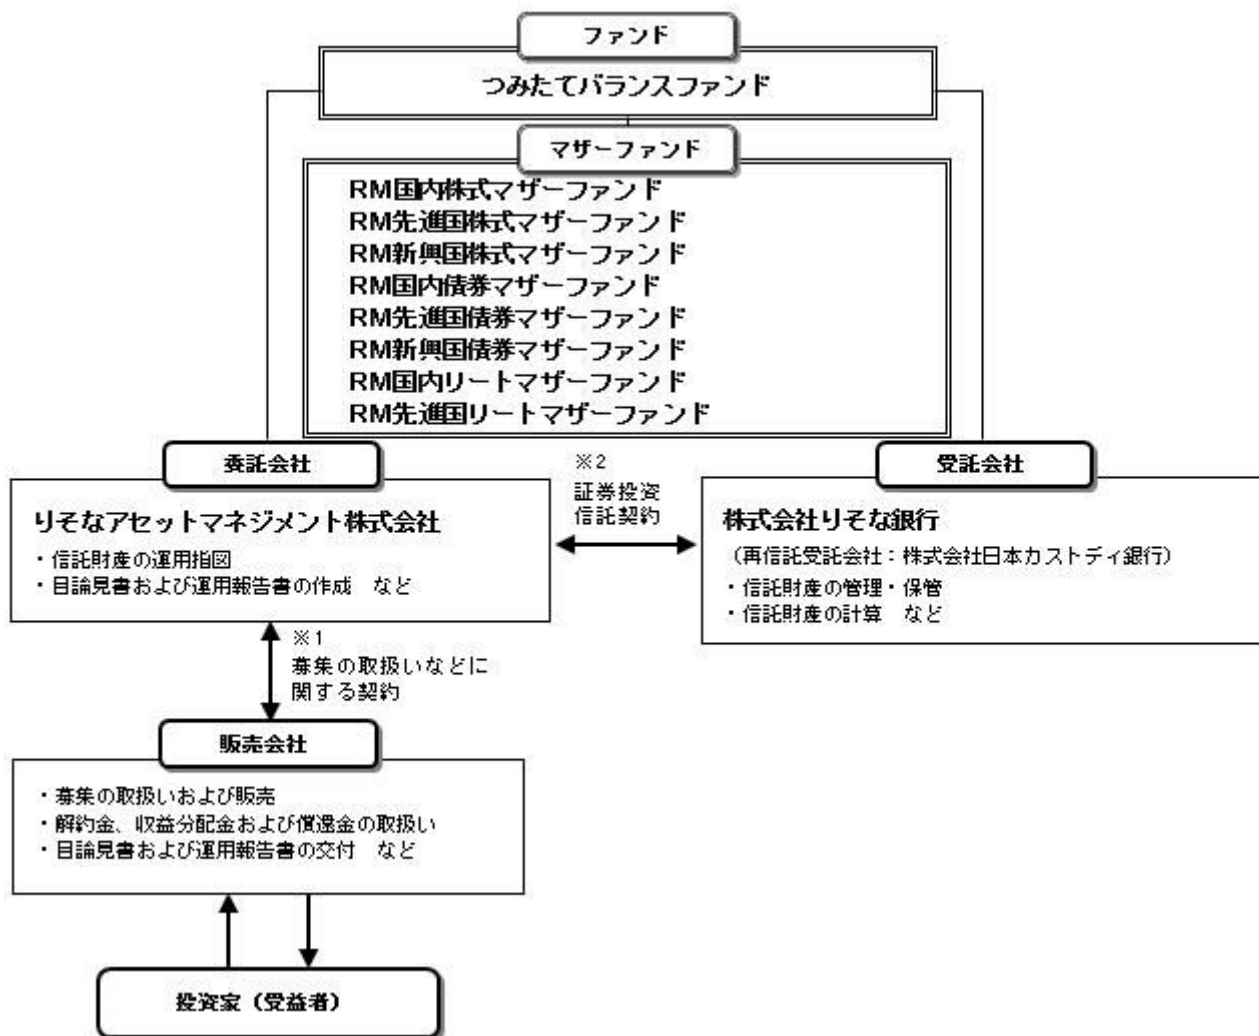 ファンド
つみたてバランスファンド
マザーファンド
RM国内株式マザーファンド
RM先進国株式マザーファンド
RM新興国株式マザーファンド
RM国内債券マザーファンド
RM先進国債券マザーファンド
RM新興国債券マザーファンド
RM国内リートマザーファンド
RM先進国リートマザーファンド
委託会社
りそなアセットマネジメント株式会社
・信託財産の運用指図
・目論見書および運用報告書の作成　など
※2
証券投資
信託契約
受託会社
株式会社りそな銀行
（再信託受託会社：株式会社日本カストディ銀行）
・信託財産の管理・保管
・信託財産の計算　など
※1
募集の取扱いなどに
関する契約
販売会社
・募集の取扱いおよび販売
・解約金、収益分配金および償還金の取扱い
・目論見書および運用報告書の交付　など
投資家（受益者）